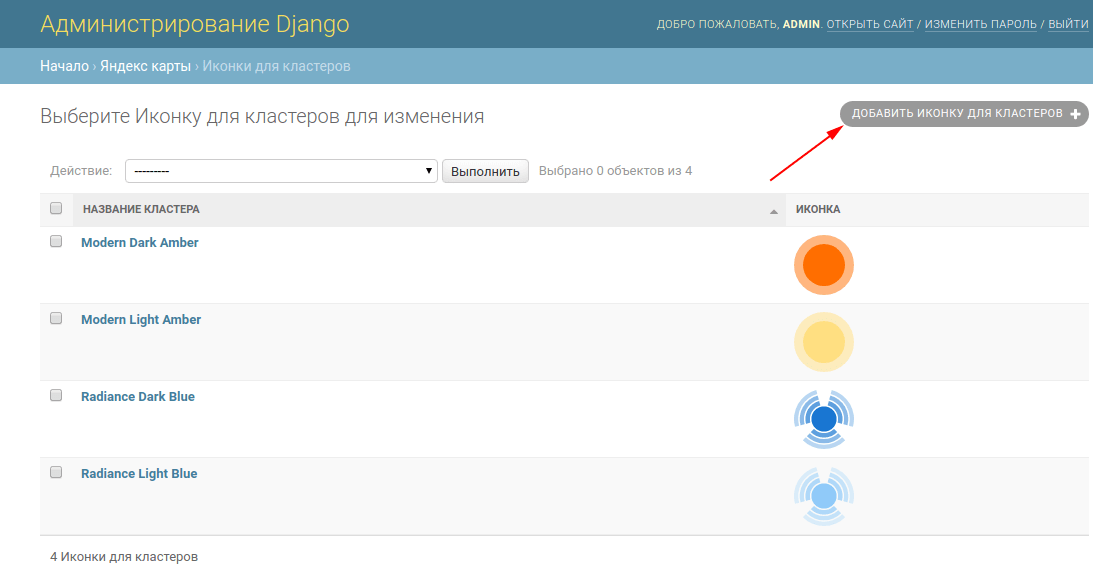 Администрирование Django
ДОБРО ПОЖАЛОВАТЬ, ADMIN. ОТКРЫТЬ САЙТ / ИЗМЕНИТЬ ПАРОЛЬ / ВЫЙТИ
Начало › Яндекс карты › Иконки для кластеров
Выберите Иконку для кластеров для изменения
ДОБАВИТЬ ИКОНКУ ДЛЯ КЛАСТЕРОВ +
Действие: --------- Выполнить Выбрано 0 объектов из 4
НАЗВАНИЕ КЛАСТЕРА ИКОНКА
Modern Dark Amber
Modern Light Amber
Radiance Dark Blue
Radiance Light Blue
4 Иконки для кластеров